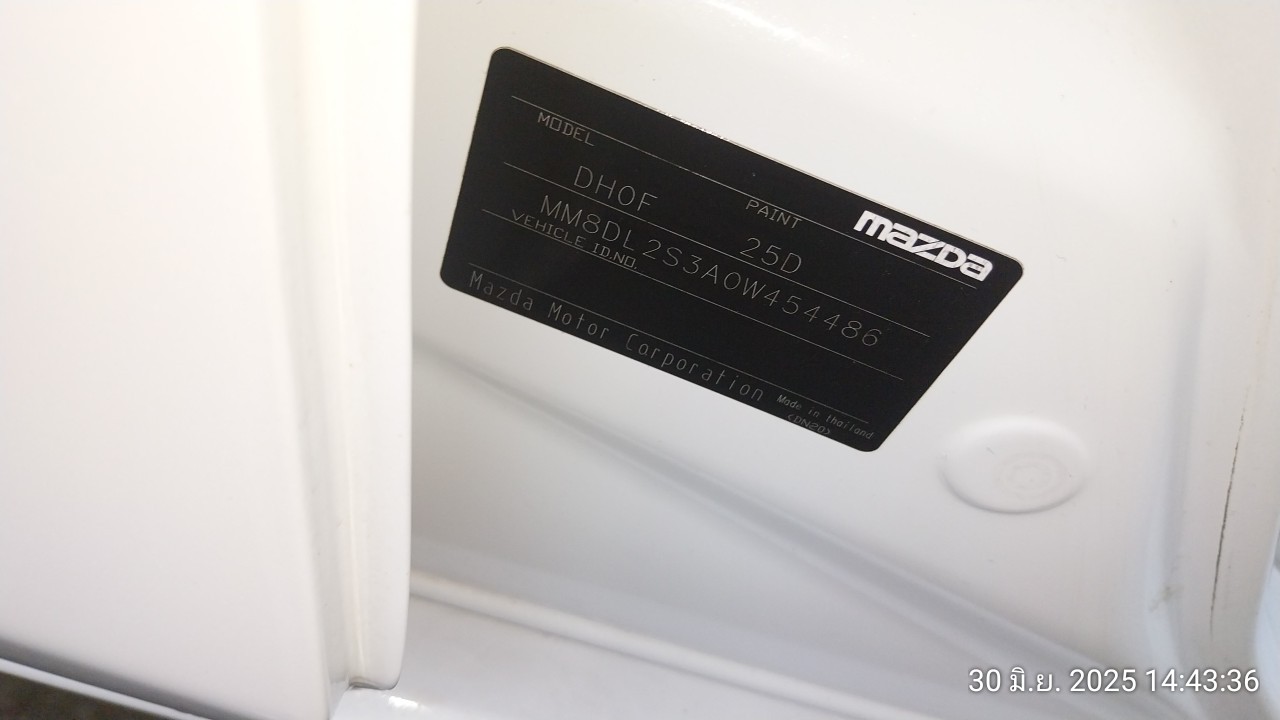 mazda
MODEL PAINT
DH0F 25D
MM8DL2S3A0W454486
VEHICLE ID.NO.
Mazda Motor Corporation
Made in thailand
<DN20>
30 มิ.ย. 2025 14:43:36